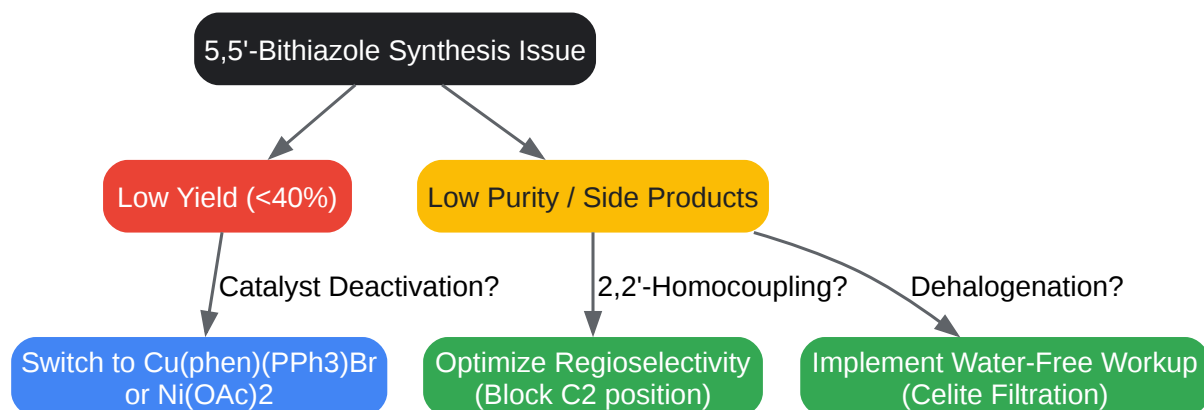 5,5'-Bithiazole Synthesis Issue
Low Yield (<40%)
Low Purity / Side Products
Catalyst Deactivation?
2,2'-Homocoupling?
Dehalogenation?
Switch to Cu(phen)(PPh3)Br
or Ni(OAc)2
Optimize Regioselectivity
(Block C2 position)
Implement Water-Free Workup
(Celite Filtration)